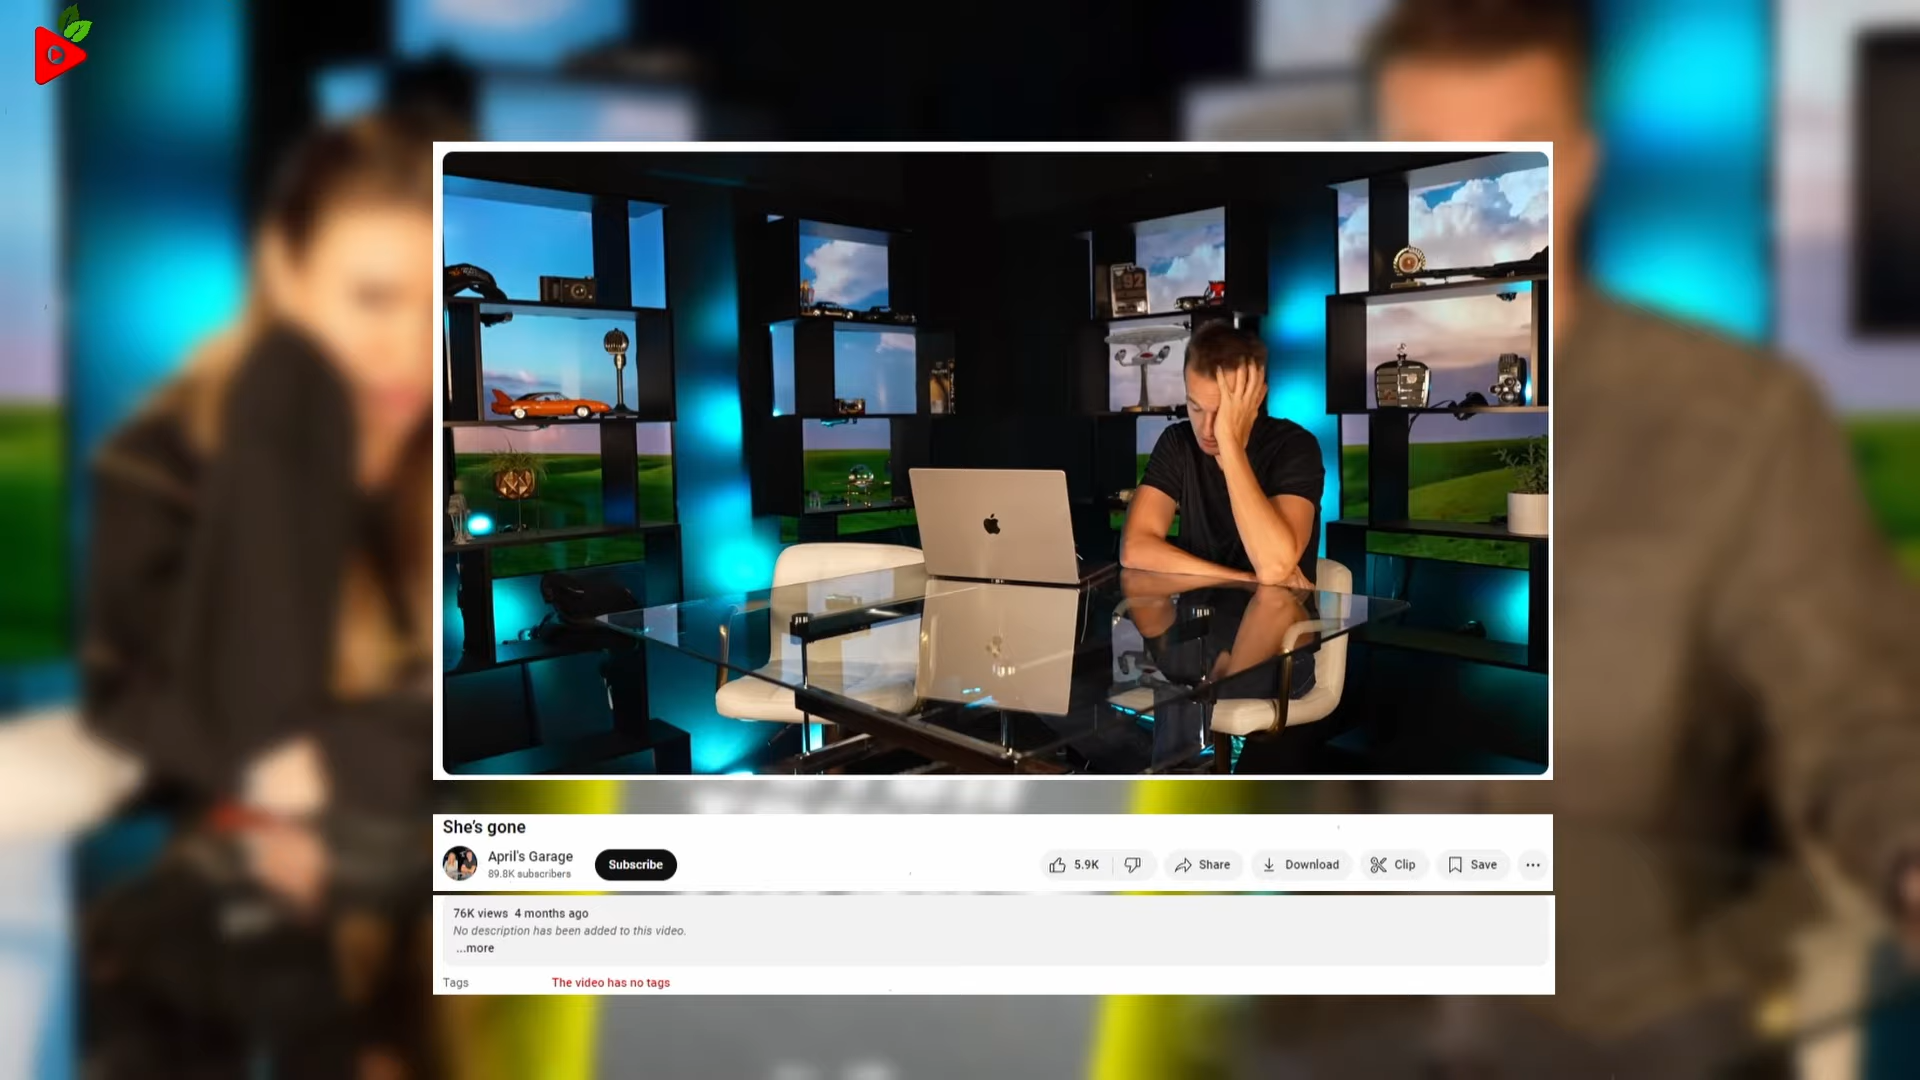 92
She's gone
April's Garage
89.8K subscribers
Subscribe
5.9K
Share
Download
Clip
Save
76K views 4 months ago
No description has been added to this video.
...more
Tags
The video has no tags